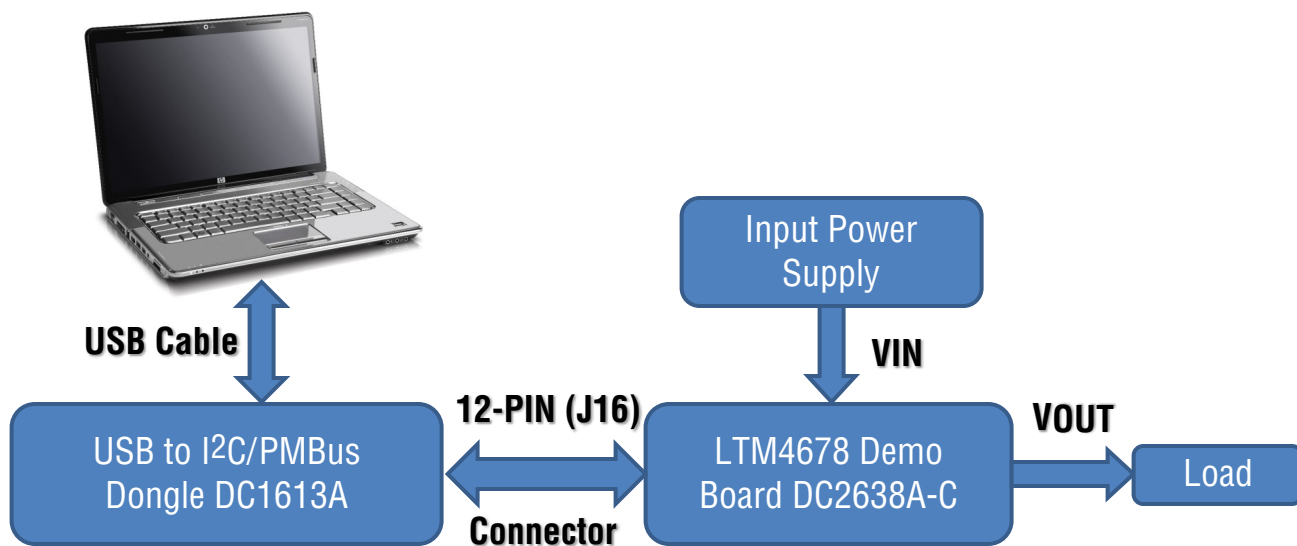 Input Power
Supply
USB Cable
VIN
12-PIN (J16)
VOUT
USB to I2C/PMBus
Dongle DC1613A
LTM4678 Demo
Board DC2638A-C
Load
Connector